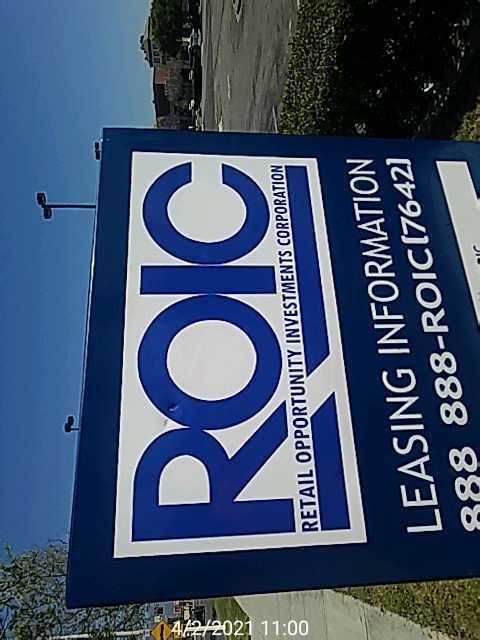 ROIC
RETAIL OPPORTUNITY INVESTMENTS CORPORATION
LEASING INFORMATION
888 888-ROIC[7642]
4/2/2021 11:00